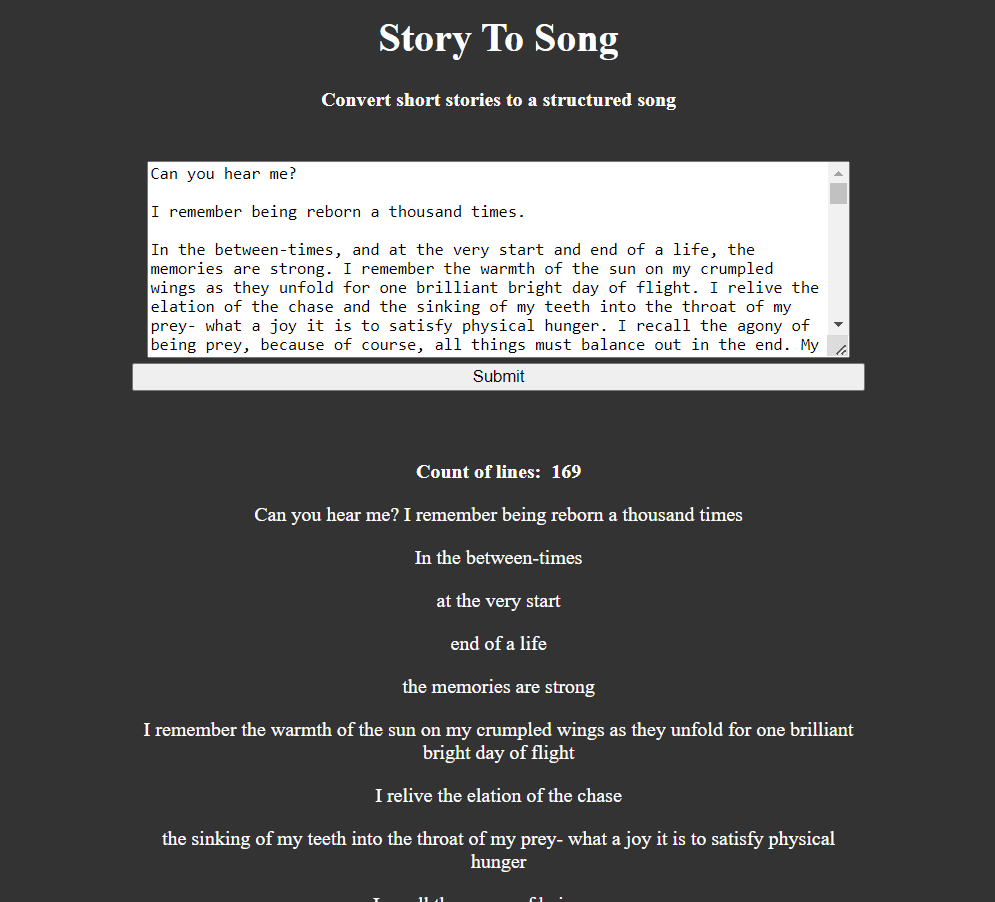 Story To Song
Convert short stories to a structured song
Can you hear me?
I remember being reborn a thousand times.
In the between-times, and at the very start and end of a life, the
memories are strong. I remember the warmth of the sun on my crumpled
wings as they unfold for one brilliant bright day of flight. I relive the
elation of the chase and the sinking of my teeth into the throat of my
prey- what a joy it is to satisfy physical hunger. I recall the agony of
being prey, because of course, all things must balance out in the end. My
Submit
Count of lines: 169
Can you hear me? I remember being reborn a thousand times
In the between-times
at the very start
end of a life
the memories are strong
I remember the warmth of the sun on my crumpled wings as they unfold for one brilliant
bright day of flight
I relive the elation of the chase
the sinking of my teeth into the throat of my prey- what a joy it is to satisfy physical
hunger